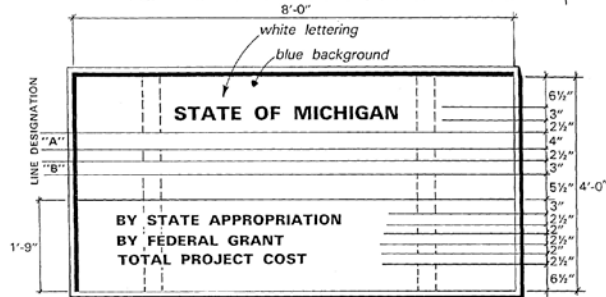 8'-0"
white lettering
blue background
STATE OF MICHIGAN
LINE DESIGNATION
"A"
"B"
6½"
3"
2½"
4"
2½"
3"
5½"
4'-0"
3"
2½"
2"
2½"
2"
2½"
6½"
1'-9"
BY STATE APPROPRIATION
BY FEDERAL GRANT
TOTAL PROJECT COST